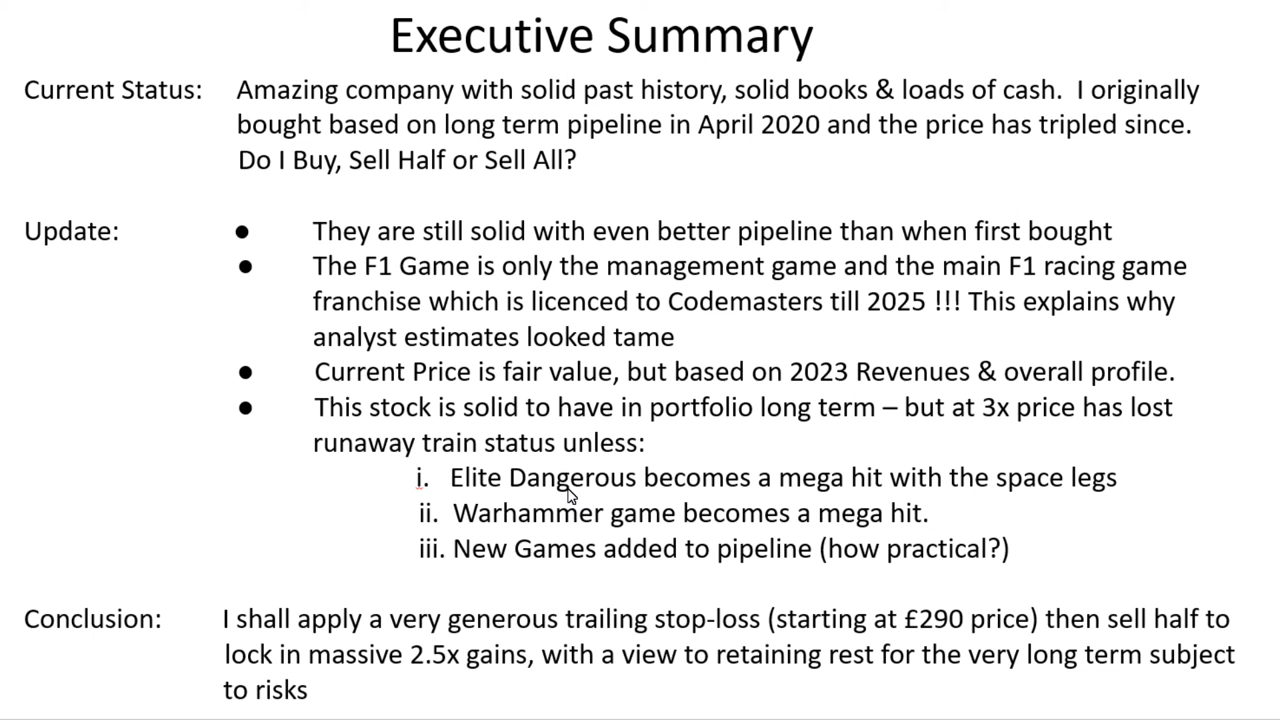 Executive Summary
Current Status: Amazing company with solid past history, solid books & loads of cash. I originally
bought based on long term pipeline in April 2020 and the price has tripled since.
Do I Buy, Sell Half or Sell All?
Update: ● They are still solid with even better pipeline than when first bought
● The F1 Game is only the management game and the main F1 racing game
franchise which is licenced to Codemasters till 2025 !!! This explains why
analyst estimates looked tame
● Current Price is fair value, but based on 2023 Revenues & overall profile.
● This stock is solid to have in portfolio long term – but at 3x price has lost
runaway train status unless:
i. Elite Dangerous becomes a mega hit with the space legs
ii. Warhammer game becomes a mega hit.
iii. New Games added to pipeline (how practical?)
Conclusion: I shall apply a very generous trailing stop-loss (starting at £290 price) then sell half to
lock in massive 2.5x gains, with a view to retaining rest for the very long term subject
to risks